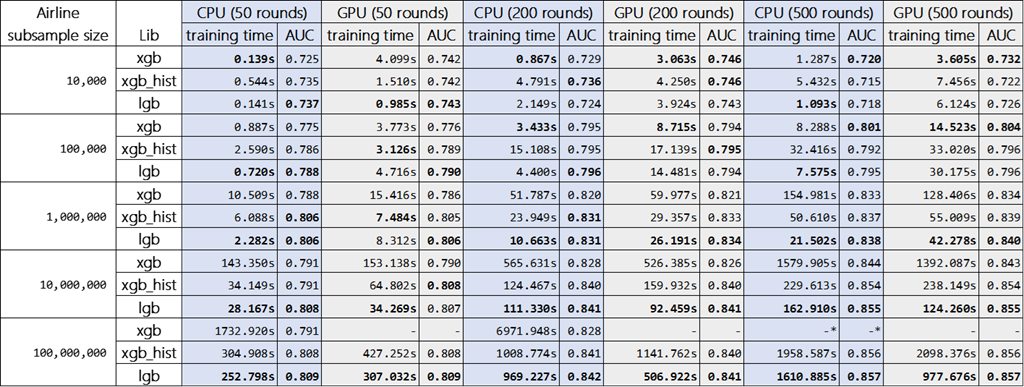 Airline CPU (50 rounds) GPU (50 rounds) CPU (200 rounds) GPU (200 rounds) CPU (500 rounds) GPU (500 rounds)
subsample size Lib training time AUC training time AUC training time AUC training time AUC training time AUC training time AUC
xgb 0.139s 0.725 4.099s 0.742 0.867s 0.729 3.063s 0.746 1.287s 0.720 3.605s 0.732
10,000 xgb_hist 0.544s 0.735 1.510s 0.742 4.791s 0.736 4.250s 0.746 5.432s 0.715 7.456s 0.722
lgb 0.141s 0.737 0.985s 0.743 2.149s 0.724 3.924s 0.743 1.093s 0.718 6.124s 0.726
xgb 0.887s 0.775 3.773s 0.776 3.433s 0.795 8.715s 0.794 8.288s 0.801 14.523s 0.804
100,000 xgb_hist 2.590s 0.786 3.126s 0.789 15.108s 0.795 17.139s 0.795 32.416s 0.792 33.020s 0.796
lgb 0.720s 0.788 4.716s 0.790 4.400s 0.796 14.481s 0.794 7.575s 0.795 30.175s 0.796
xgb 10.509s 0.788 15.416s 0.786 51.787s 0.820 59.977s 0.821 154.981s 0.833 128.406s 0.834
1,000,000 xgb_hist 6.088s 0.806 7.484s 0.805 23.949s 0.831 29.357s 0.833 50.610s 0.837 55.009s 0.839
lgb 2.282s 0.806 8.312s 0.806 10.663s 0.831 26.191s 0.834 21.502s 0.838 42.278s 0.840
xgb 143.350s 0.791 153.138s 0.790 565.631s 0.828 526.385s 0.826 1579.905s 0.844 1392.087s 0.843
10,000,000 xgb_hist 34.149s 0.791 64.802s 0.808 124.467s 0.840 159.932s 0.840 229.613s 0.854 238.149s 0.854
lgb 28.167s 0.808 34.269s 0.807 111.330s 0.841 92.459s 0.841 162.910s 0.855 124.260s 0.855
xgb 1732.920s 0.791 - - 6971.948s 0.828 - - -* -* - -
100,000,000 xgb_hist 304.908s 0.808 427.252s 0.808 1008.774s 0.841 1141.762s 0.840 1958.587s 0.856 2098.376s 0.856
lgb 252.798s 0.809 307.032s 0.809 969.227s 0.842 506.922s 0.841 1610.885s 0.857 977.676s 0.857